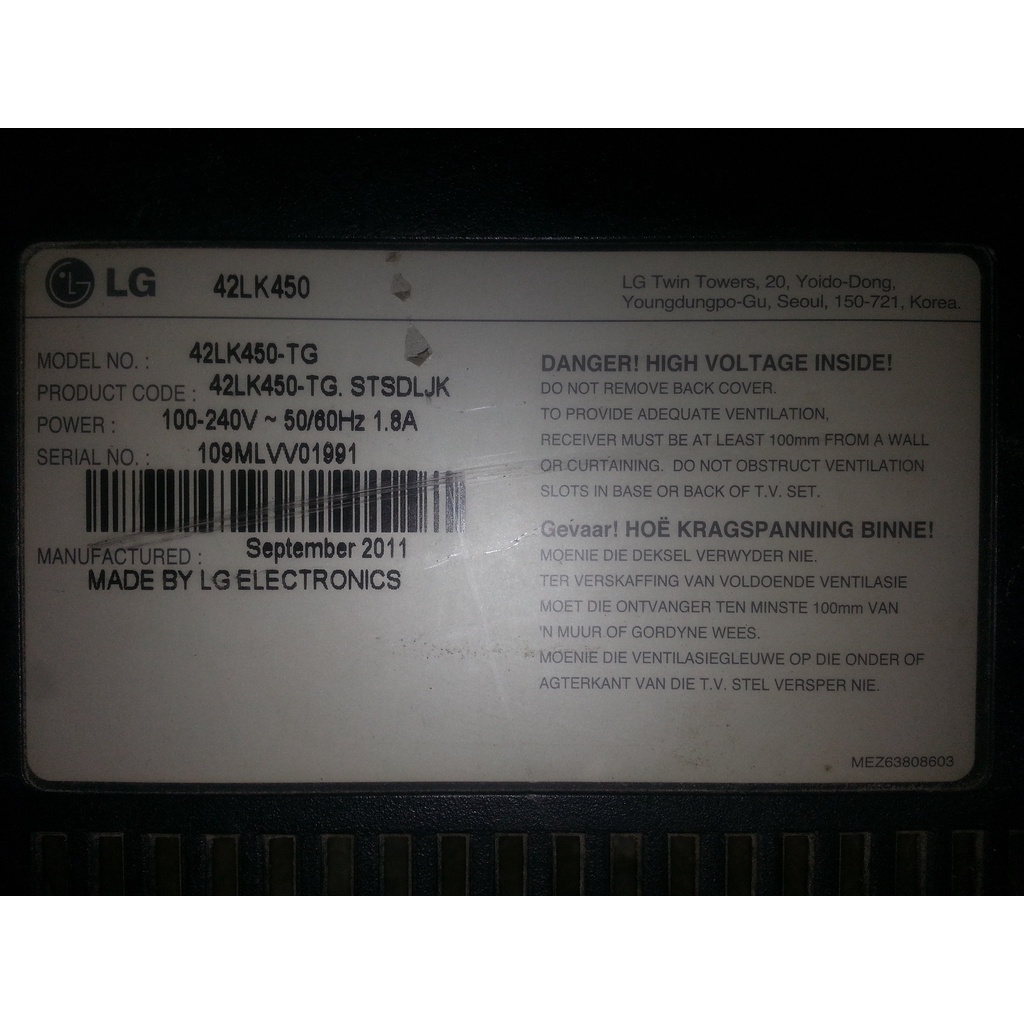 LG 42LK450
LG Twin Towers, 20, Yoido-Dong,
Youngdungpo-Gu, Seoul, 150-721, Korea.
MODEL NO. : 42LK450-TG
PRODUCT CODE : 42LK450-TG. STSDLJK
POWER : 100-240V ~ 50/60Hz 1.8A
SERIAL NO. : 109MLVV01991
MANUFACTURED : September 2011
MADE BY LG ELECTRONICS
DANGER! HIGH VOLTAGE INSIDE!
DO NOT REMOVE BACK COVER.
TO PROVIDE ADEQUATE VENTILATION,
RECEIVER MUST BE AT LEAST 100mm FROM A WALL
OR CURTAINING. DO NOT OBSTRUCT VENTILATION
SLOTS IN BASE OR BACK OF T.V. SET.
Gevaar! HOË KRAGSPANNING BINNE!
MOENIE DIE DEKSEL VERWYDER NIE.
TER VERSKAFFING VAN VOLDOENDE VENTILASIE
MOET DIE ONTVANGER TEN MINSTE 100mm VAN
'N MUUR OF GORDYNE WEES.
MOENIE DIE VENTILASIEGLEUWE OP DIE ONDER OF
AGTERKANT VAN DIE T.V. STEL VERSPER NIE.
MEZ63808603